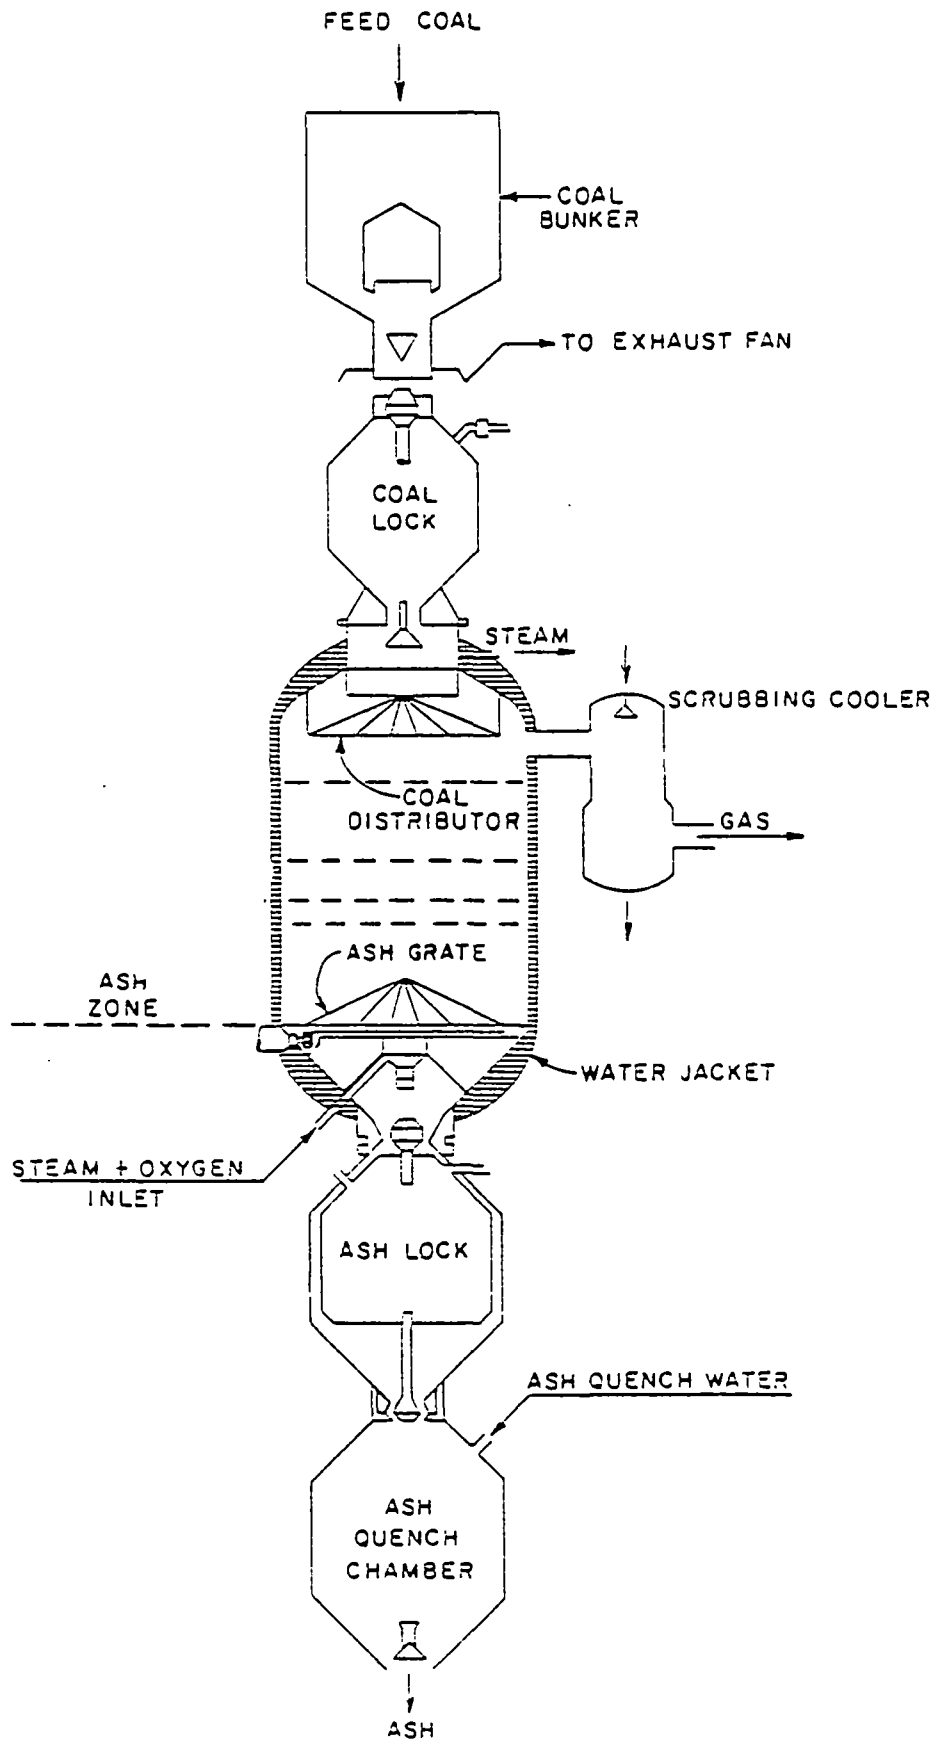 FEED COAL
COAL
BUNKER
TO EXHAUST FAN
COAL
LOCK
STEAM
SCRUBBING COOLER
COAL
DISTRIBUTOR
GAS
ASH GRATE
ASH
ZONE
WATER JACKET
STEAM + OXYGEN
INLET
ASH LOCK
ASH QUENCH WATER
ASH
QUENCH
CHAMBER
ASH